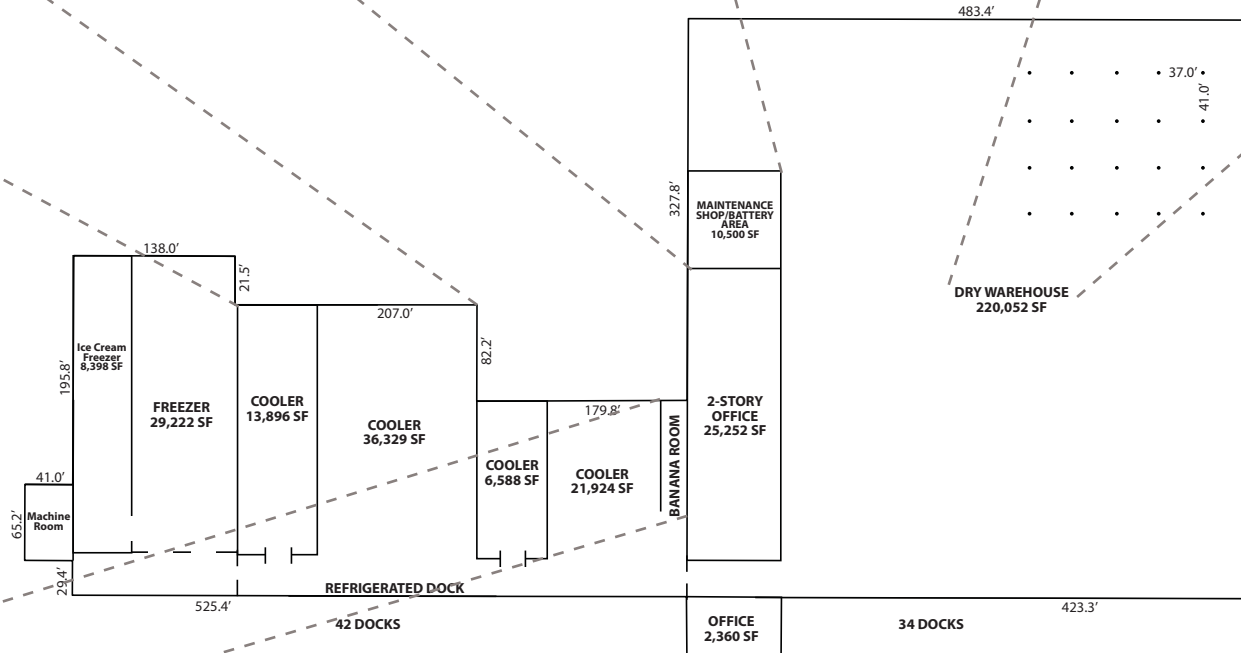 483.4’
37.0’
41.0’
327.8’
MAINTENANCE
SHOP/BATTERY
AREA
10,500 SF
138.0’
21.5’
DRY WAREHOUSE
220,052 SF
207.0’
82.2’
Ice Cream
Freezer
8,398 SF
195.8’
FREEZER
29,222 SF
COOLER
13,896 SF
COOLER
36,329 SF
179.8’
2-STORY
OFFICE
25,252 SF
COOLER
6,588 SF
COOLER
21,924 SF
BANANA ROOM
41.0’
65.2’
Machine
Room
29.4’
REFRIGERATED DOCK
525.4’
423.3’
42 DOCKS
OFFICE
2,360 SF
34 DOCKS